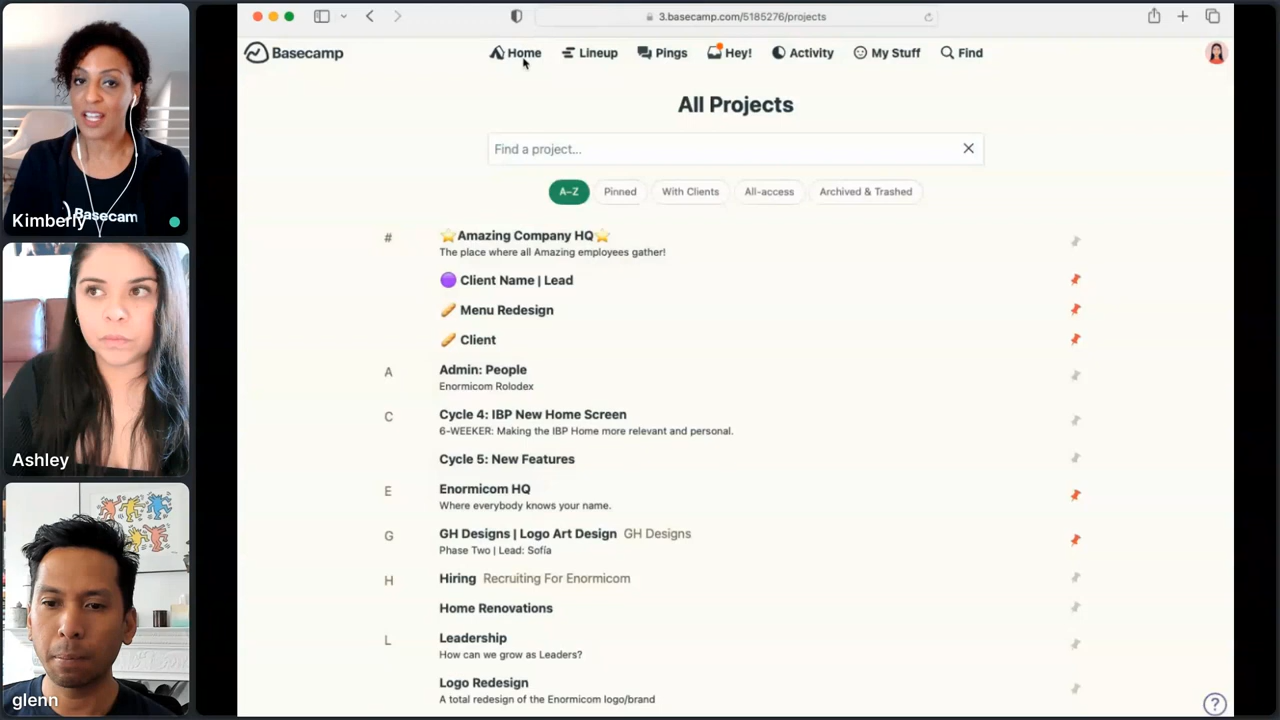 3.basecamp.com/5185276/projects
Basecamp
Home
Lineup
Pings
Hey!
Activity
My Stuff
Find
All Projects
Find a project...
A–Z
Pinned
With Clients
All-access
Archived & Trashed
#
⭐Amazing Company HQ⭐
The place where all Amazing employees gather!
Client Name | Lead
Menu Redesign
Client
A
Admin: People
Enormicom Rolodex
C
Cycle 4: IBP New Home Screen
6-WEEKER: Making the IBP Home more relevant and personal.
Cycle 5: New Features
E
Enormicom HQ
Where everybody knows your name.
G
GH Designs | Logo Art Design GH Designs
Phase Two | Lead: Sofía
H
Hiring Recruiting For Enormicom
Home Renovations
L
Leadership
How can we grow as Leaders?
Logo Redesign
A total redesign of the Enormicom logo/brand
?
Basecam
Kimberly
Ashley
glenn